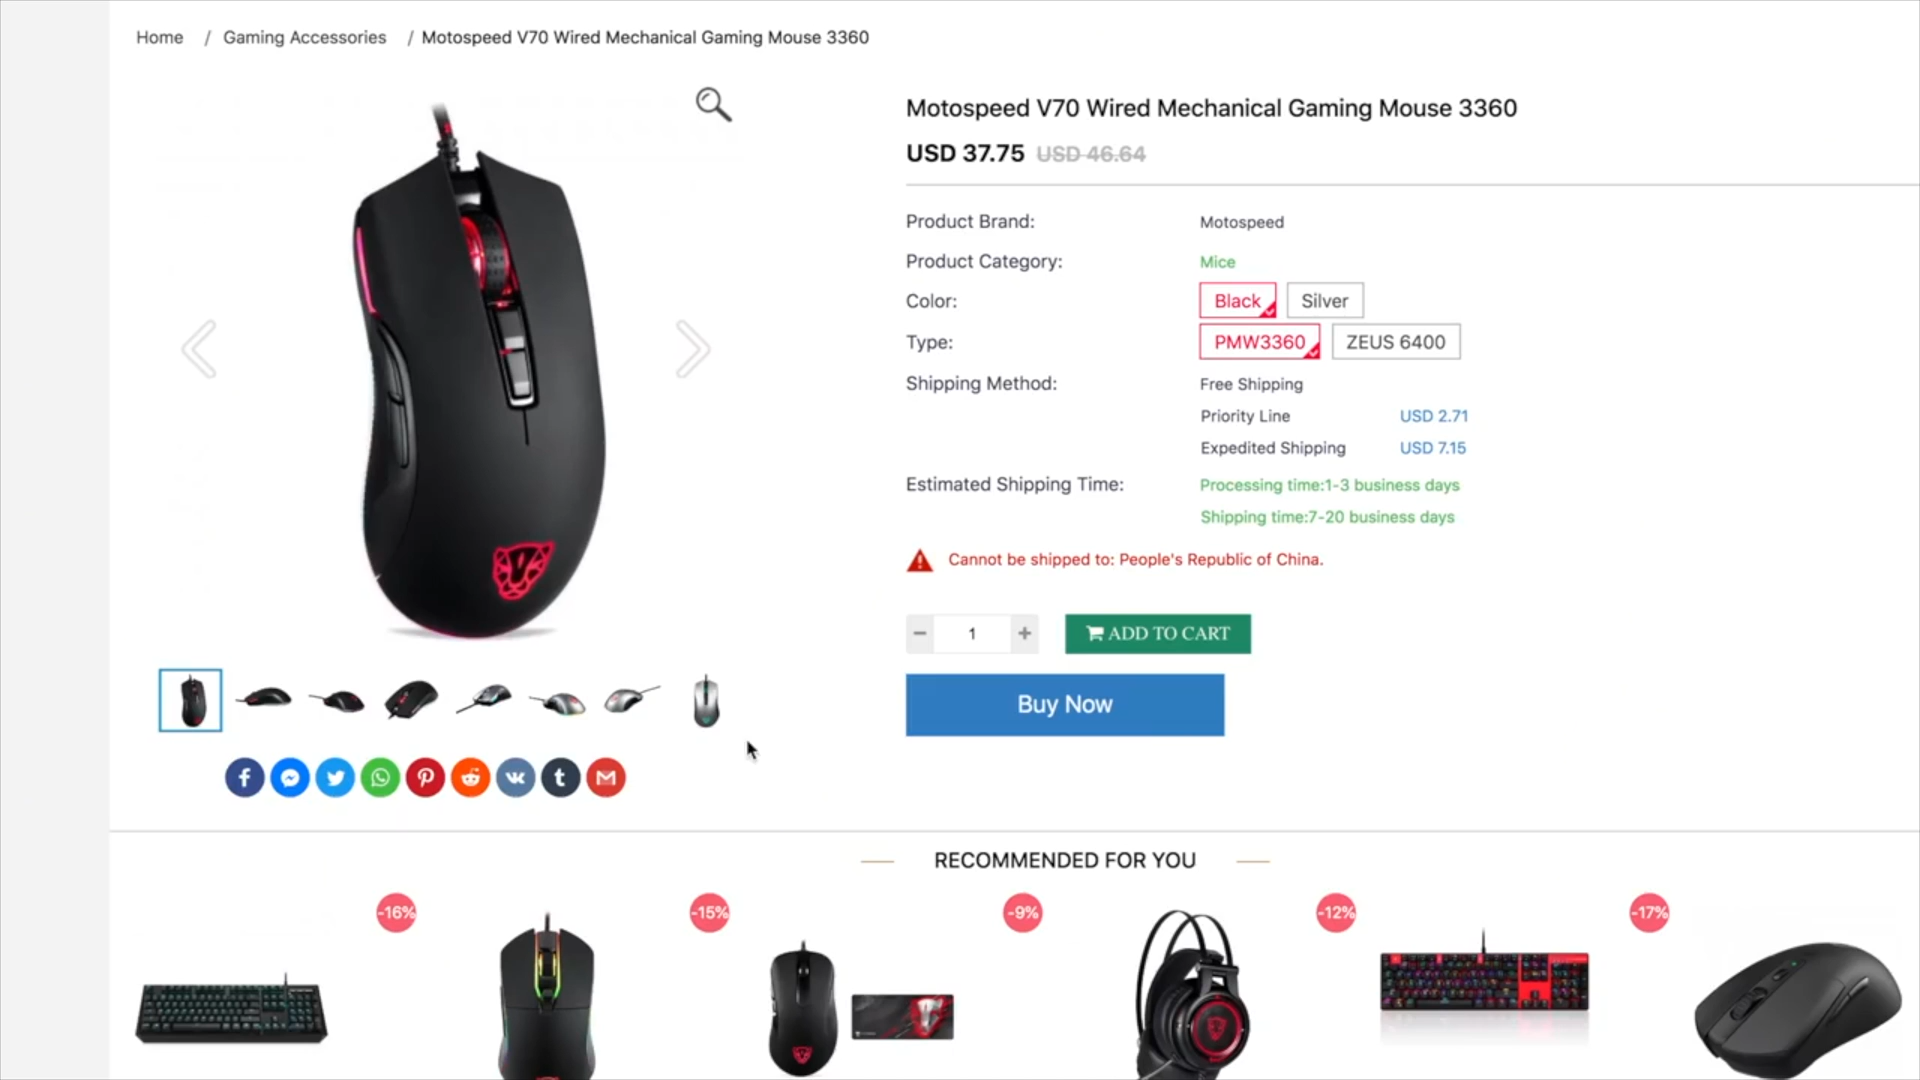 Home / Gaming Accessories / Motospeed V70 Wired Mechanical Gaming Mouse 3360
Motospeed V70 Wired Mechanical Gaming Mouse 3360
USD 37.75 USD 46.64
Product Brand: Motospeed
Product Category: Mice
Color: Black Silver
Type: PMW3360 ZEUS 6400
Shipping Method: Free Shipping
Priority Line USD 2.71
Expedited Shipping USD 7.15
Estimated Shipping Time: Processing time:1-3 business days
Shipping time:7-20 business days
Cannot be shipped to: People's Republic of China.
− 1 + ADD TO CART
Buy Now
RECOMMENDED FOR YOU
-16% -15% -9% -12% -17%